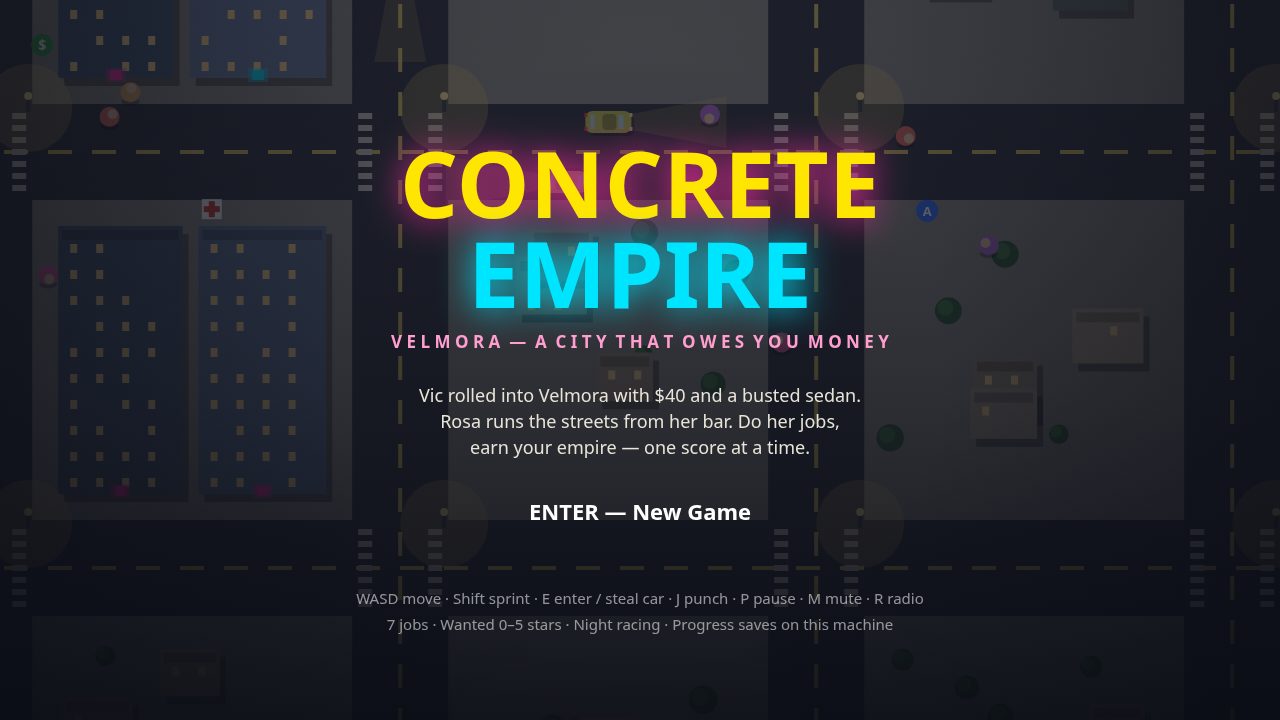 $
CONCRETE
A
EMPIRE
VELMORA — A CITY THAT OWES YOU MONEY
Vic rolled into Velmora with $40 and a busted sedan.
Rosa runs the streets from her bar. Do her jobs,
earn your empire — one score at a time.
ENTER — New Game
WASD move · Shift sprint · E enter / steal car · J punch · P pause · M mute · R radio
7 jobs · Wanted 0–5 stars · Night racing · Progress saves on this machine